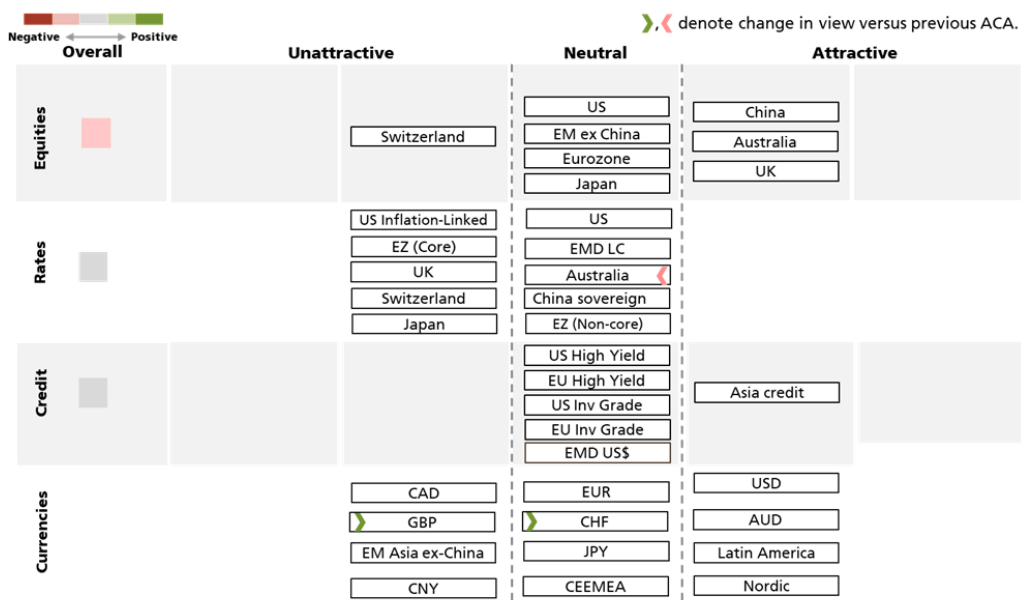 ❯,❮ denote change in view versus previous ACA.
Negative Positive
Overall Unattractive Neutral Attractive
Equities
Switzerland
US
EM ex China
Eurozone
Japan
China
Australia
UK
Rates
US Inflation-Linked
EZ (Core)
UK
Switzerland
Japan
US
EMD LC
Australia
China sovereign
EZ (Non-core)
Credit
US High Yield
EU High Yield
US Inv Grade
EU Inv Grade
EMD US$
Asia credit
Currencies
CAD
GBP
EM Asia ex-China
CNY
EUR
CHF
JPY
CEEMEA
USD
AUD
Latin America
Nordic